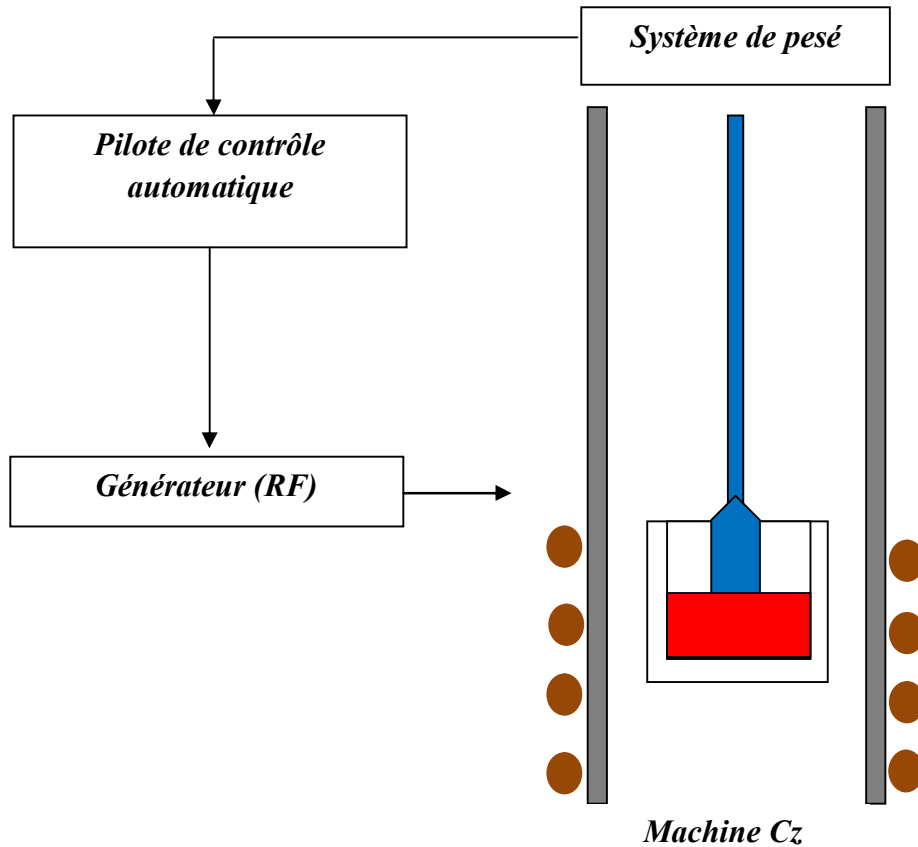 Système de pesé
Pilote de contrôle
automatique
Générateur (RF)
Machine Cz